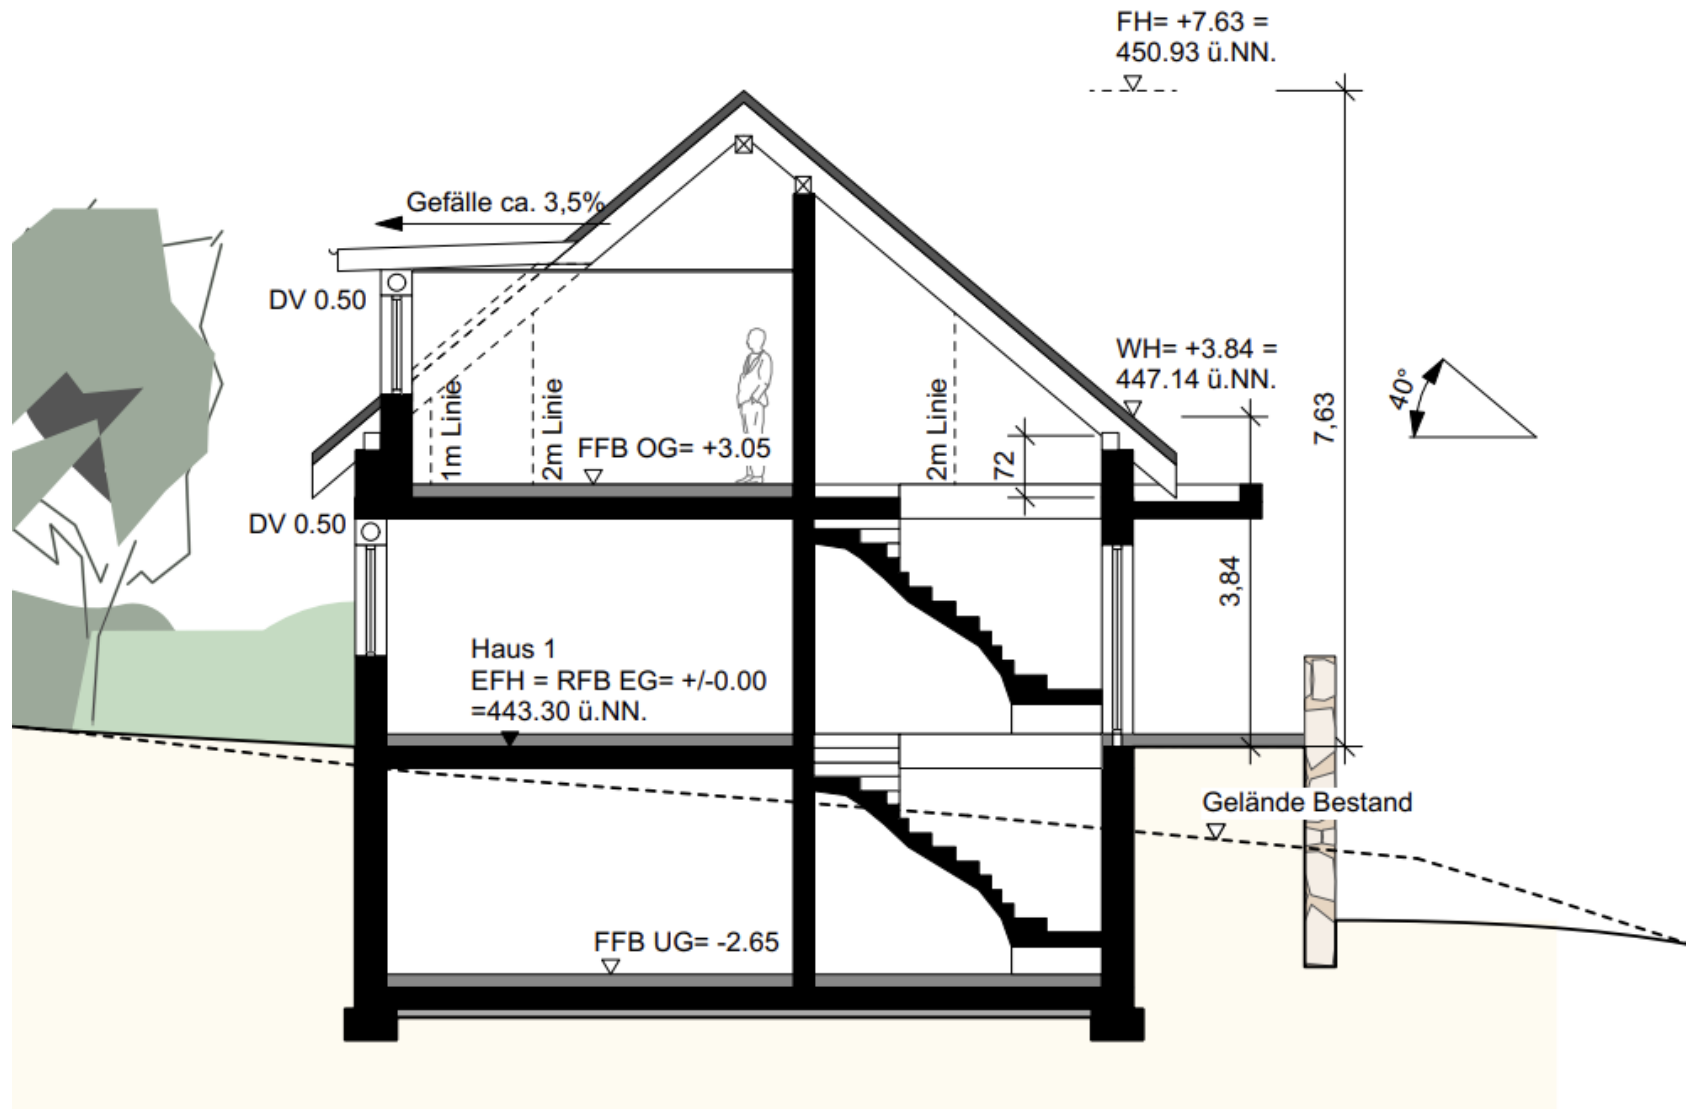 FH= +7.63 =
450.93 ü.NN.
Gefälle ca. 3,5%
DV 0.50
WH= +3.84 =
447.14 ü.NN.
40°
7,63
1m Linie
2m Linie
FFB OG= +3.05
2m Linie
72
DV 0.50
3,84
Haus 1
EFH = RFB EG= +/-0.00
=443.30 ü.NN.
Gelände Bestand
FFB UG= -2.65